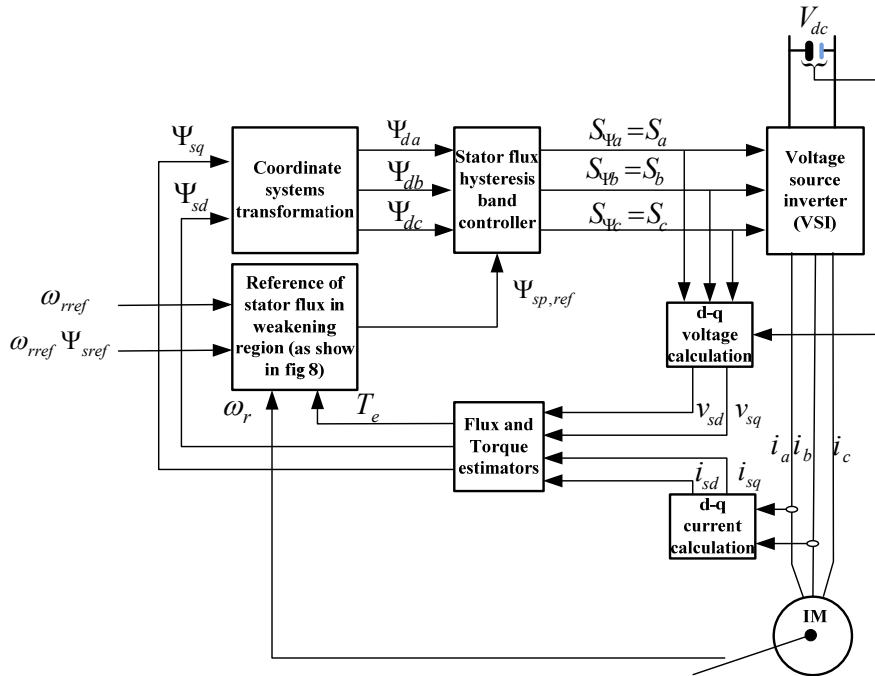 V_dc
Ψ_sq
Ψ_sd
Coordinate
systems
transformation
Ψ_da
Ψ_db
Ψ_dc
Stator flux
hysteresis
band
controller
S_Ψa = S_a
S_Ψb = S_b
S_Ψc = S_c
Voltage
source
inverter
(VSI)
ω_rref
ω_rref Ψ_sref
Reference of
stator flux in
weakening
region (as show
in fig 8)
Ψ_sp,ref
d-q
voltage
calculation
ω_r
T_e
Flux and
Torque
estimators
v_sd v_sq
i_sd i_sq
i_a i_b i_c
d-q
current
calculation
IM